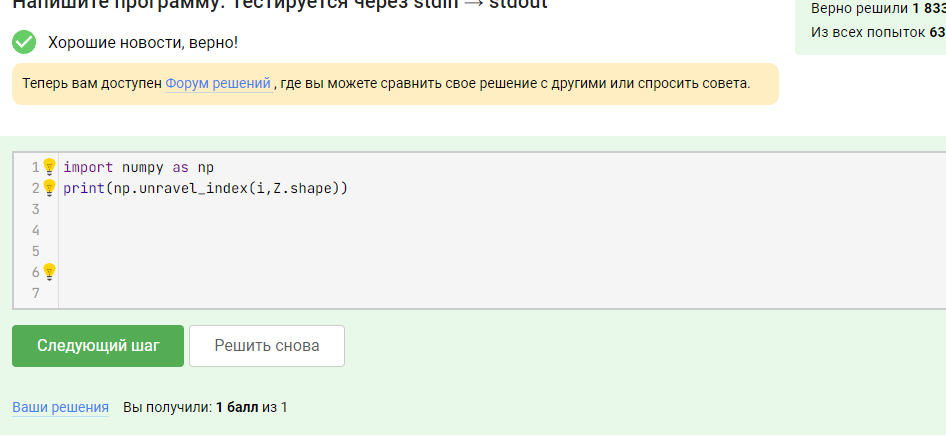 Напишите программу. Тестируется через stdin → stdout
Верно решили 1 833
Из всех попыток 63
Хорошие новости, верно!
Теперь вам доступен Форум решений , где вы можете сравнить свое решение с другими или спросить совета.
1 import numpy as np
2 print(np.unravel_index(i,Z.shape))
3
4
5
6
7
Следующий шаг Решить снова
Ваши решения Вы получили: 1 балл из 1